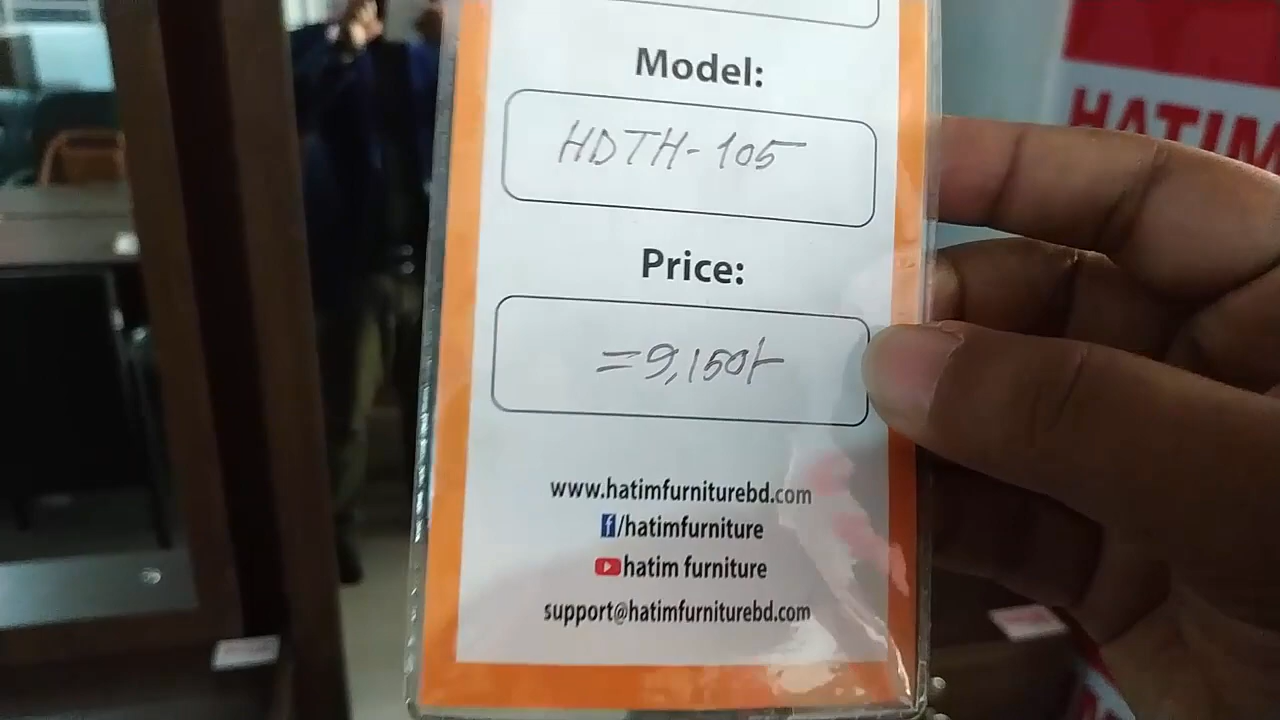 Model:
HDTH-105
Price:
=9,150/-
www.hatimfurniturebd.com
f/hatimfurniture
hatim furniture
support@hatimfurniturebd.com
HATIM